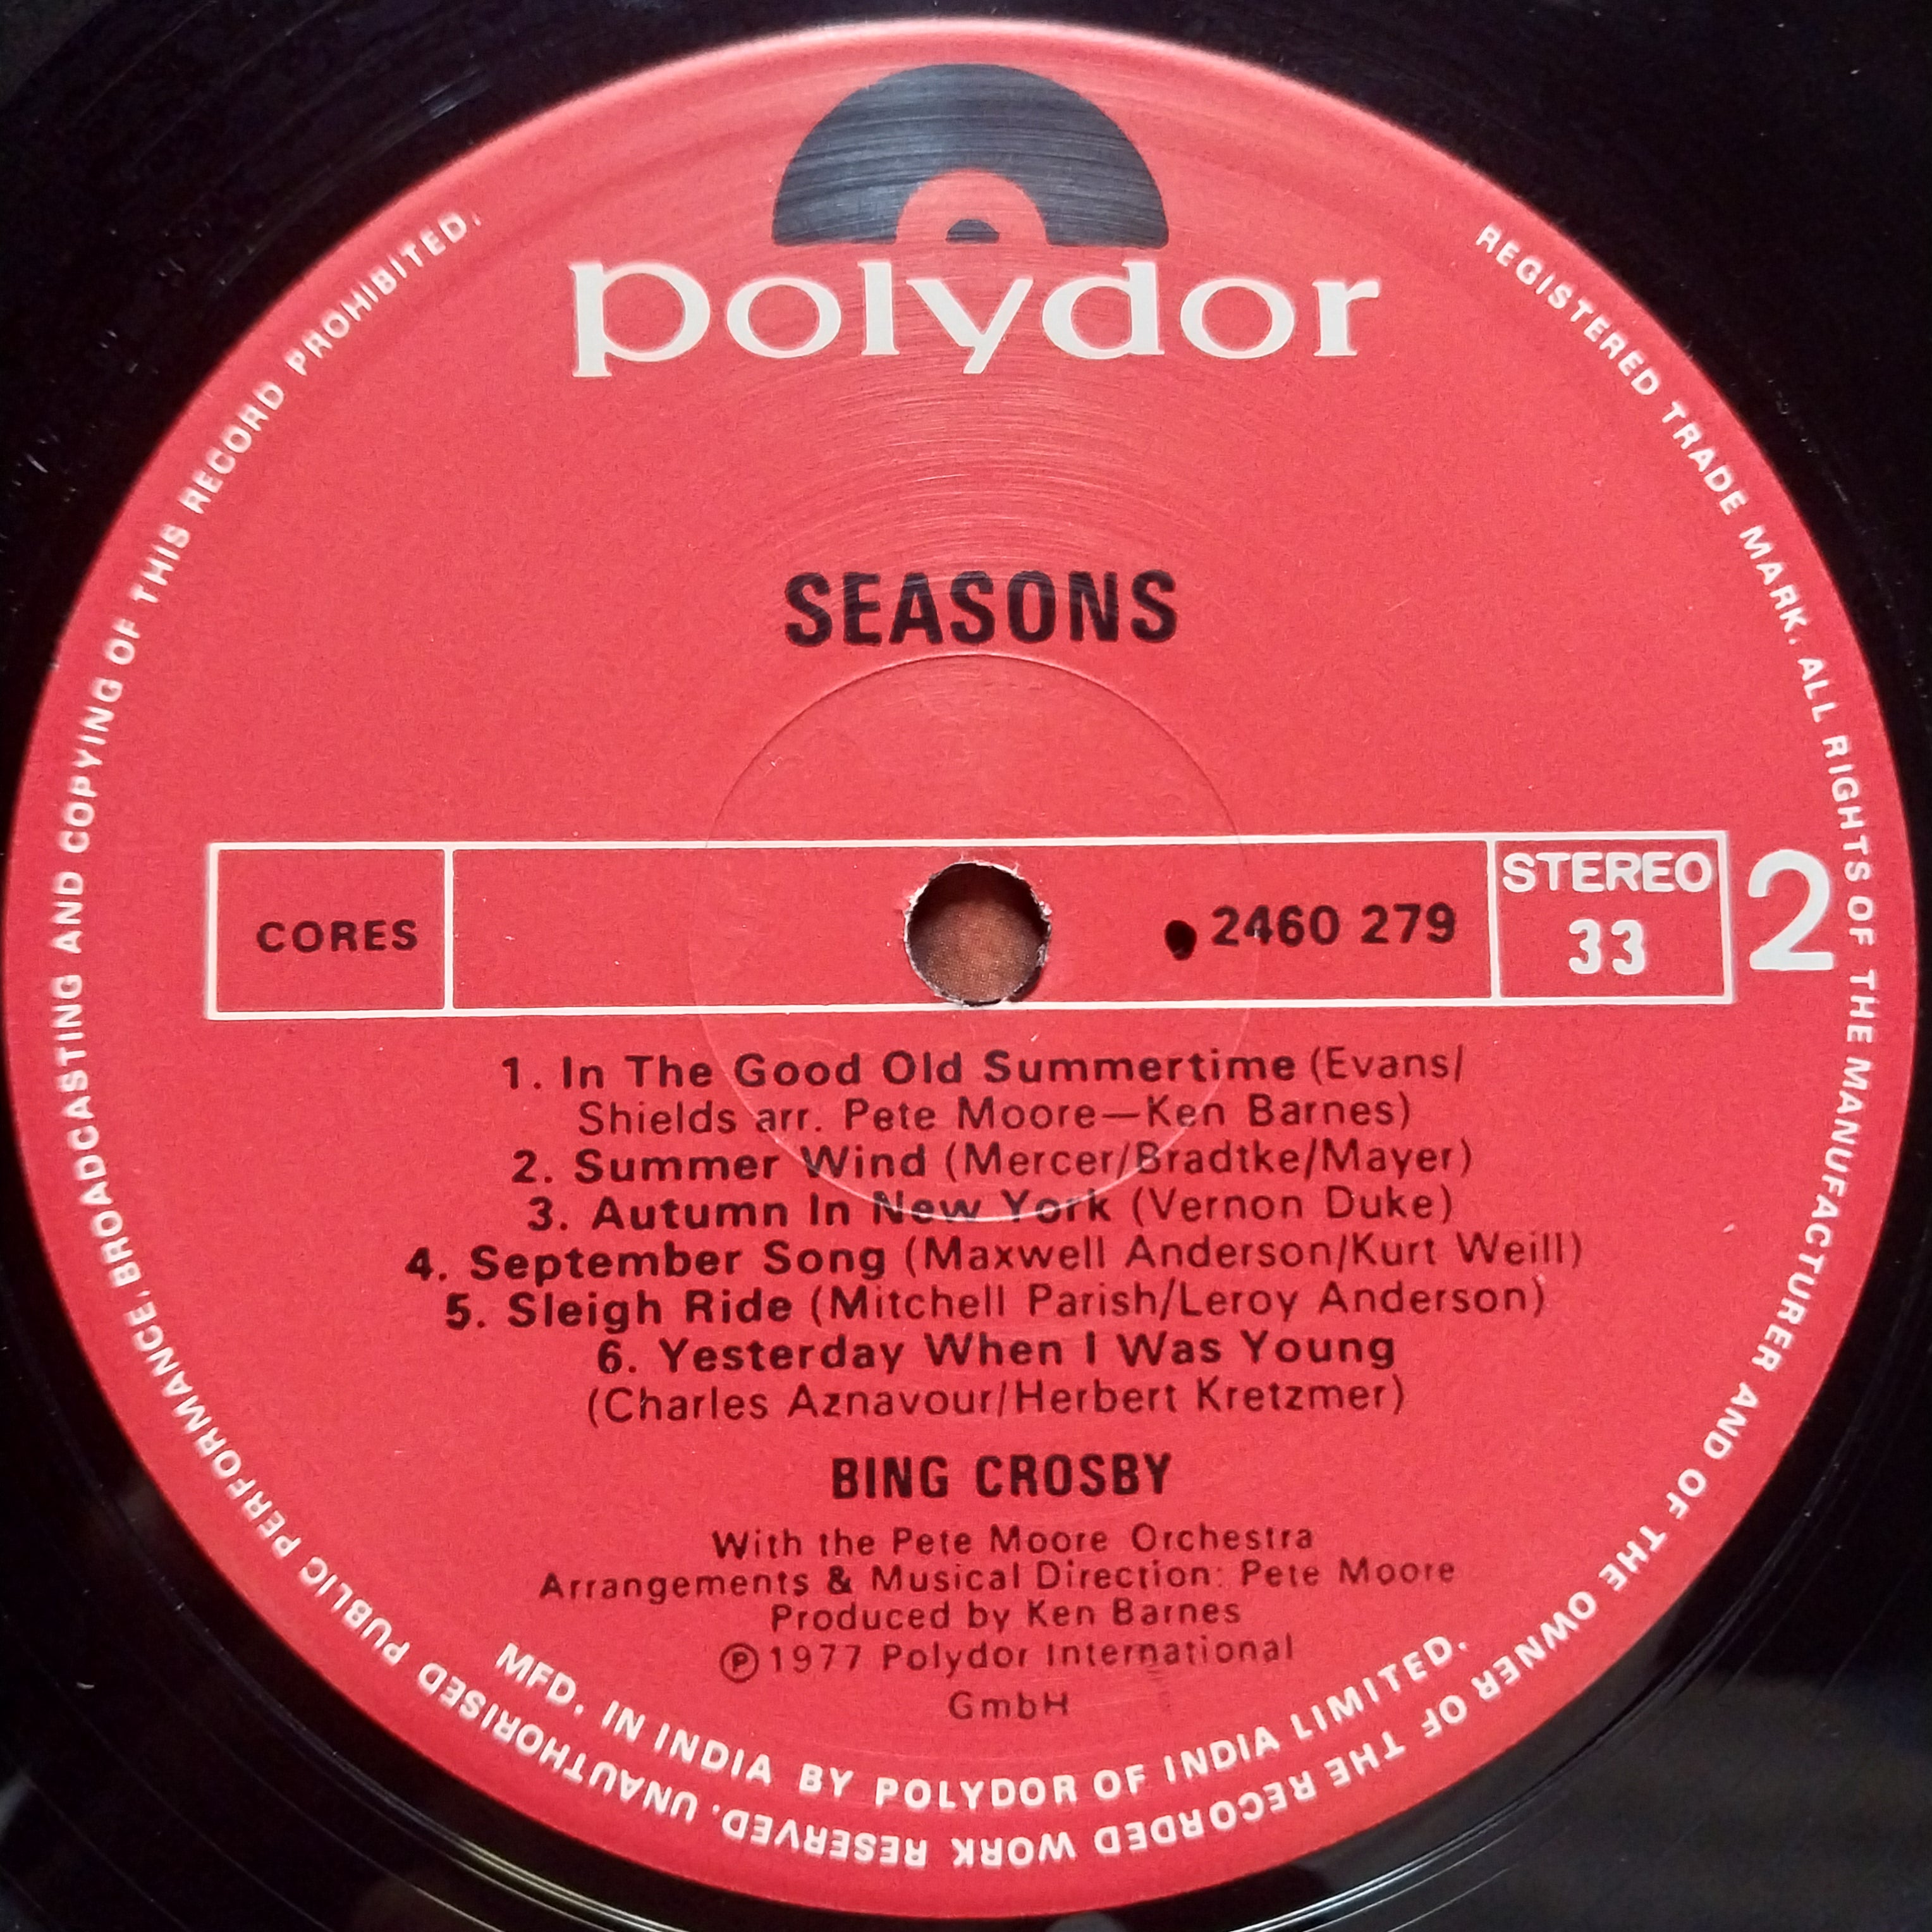 polydor
SEASONS
CORES
2460 279
STEREO
33
2
1. In The Good Old Summertime (Evans/
Shields arr. Pete Moore—Ken Barnes)
2. Summer Wind (Mercer/Bradtke/Mayer)
3. Autumn In New York (Vernon Duke)
4. September Song (Maxwell Anderson/Kurt Weill)
5. Sleigh Ride (Mitchell Parish/Leroy Anderson)
6. Yesterday When I Was Young
(Charles Aznavour/Herbert Kretzmer)
BING CROSBY
With the Pete Moore Orchestra
Arrangements & Musical Direction: Pete Moore
Produced by Ken Barnes
℗ 1977 Polydor International
GmbH
MFD. IN INDIA BY POLYDOR OF INDIA LIMITED.
REGISTERED TRADE MARK. ALL RIGHTS OF THE MANUFACTURER AND OF THE OWNER OF THE RECORDED WORK RESERVED. UNAUTHORISED PUBLIC PERFORMANCE, BROADCASTING AND COPYING OF THIS RECORD PROHIBITED.